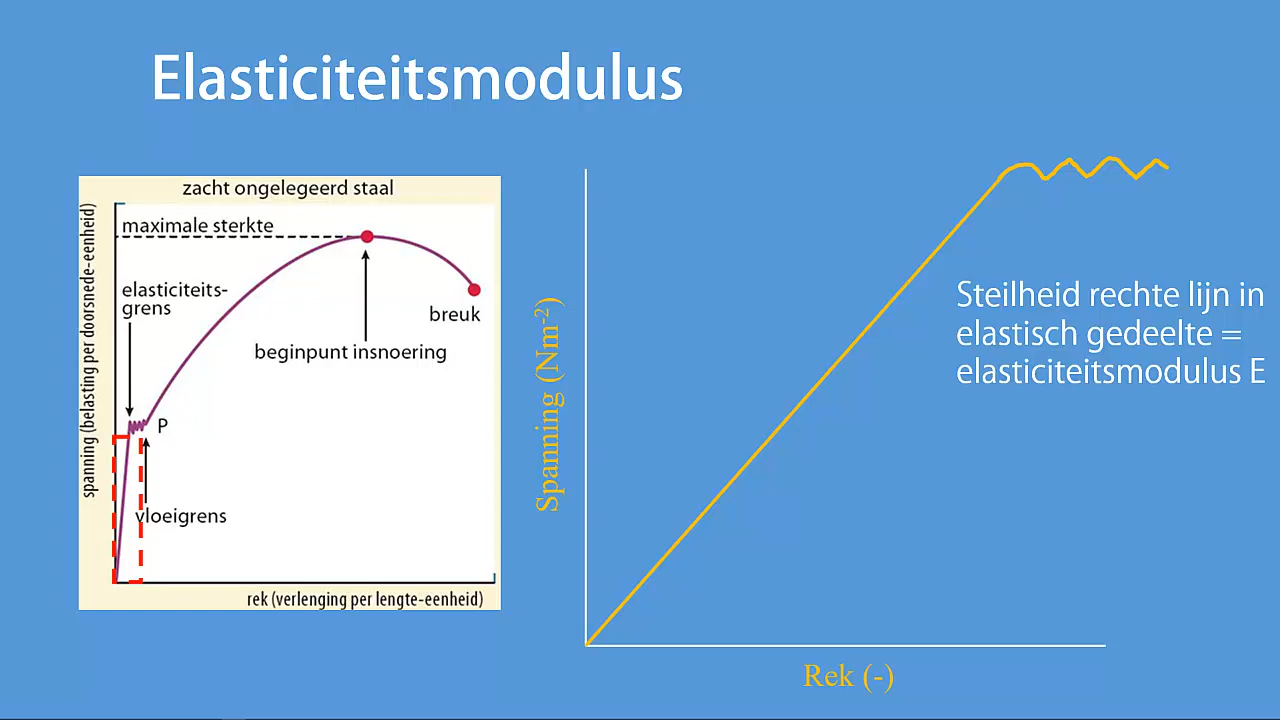 Elasticiteitsmodulus
zacht ongelegeerd staal
spanning (belasting per doorsnede-eenheid)
maximale sterkte
elasticiteits-
grens
breuk
beginpunt insnoering
P
vloeigrens
rek (verlenging per lengte-eenheid)
Spanning (Nm-2)
Rek (-)
Steilheid rechte lijn in
elastisch gedeelte =
elasticiteitsmodulus E